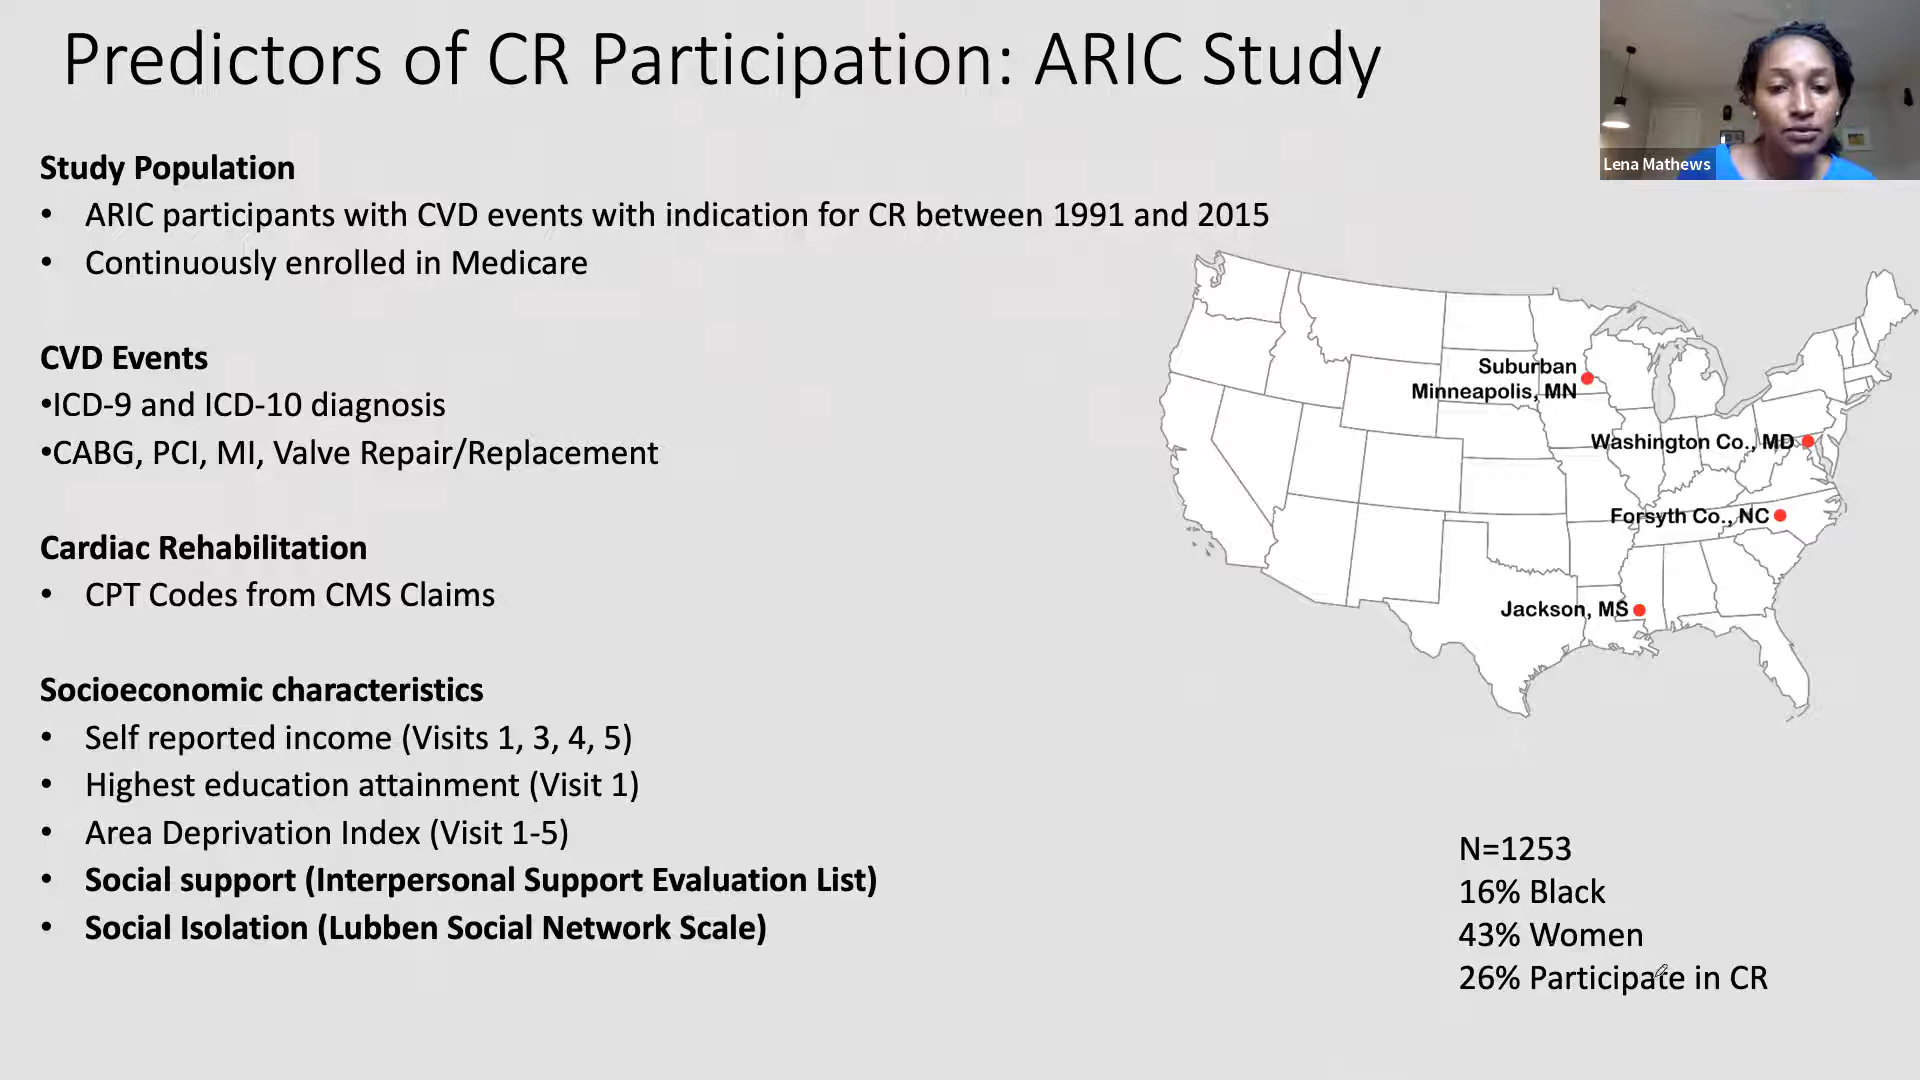 Predictors of CR Participation: ARIC Study
Lena Mathews
Study Population
• ARIC participants with CVD events with indication for CR between 1991 and 2015
• Continuously enrolled in Medicare
CVD Events
•ICD-9 and ICD-10 diagnosis
•CABG, PCI, MI, Valve Repair/Replacement
Cardiac Rehabilitation
• CPT Codes from CMS Claims
Socioeconomic characteristics
• Self reported income (Visits 1, 3, 4, 5)
• Highest education attainment (Visit 1)
• Area Deprivation Index (Visit 1-5)
• Social support (Interpersonal Support Evaluation List)
• Social Isolation (Lubben Social Network Scale)
Suburban
Minneapolis, MN
Washington Co., MD
Forsyth Co., NC
Jackson, MS
N=1253
16% Black
43% Women
26% Participate in CR